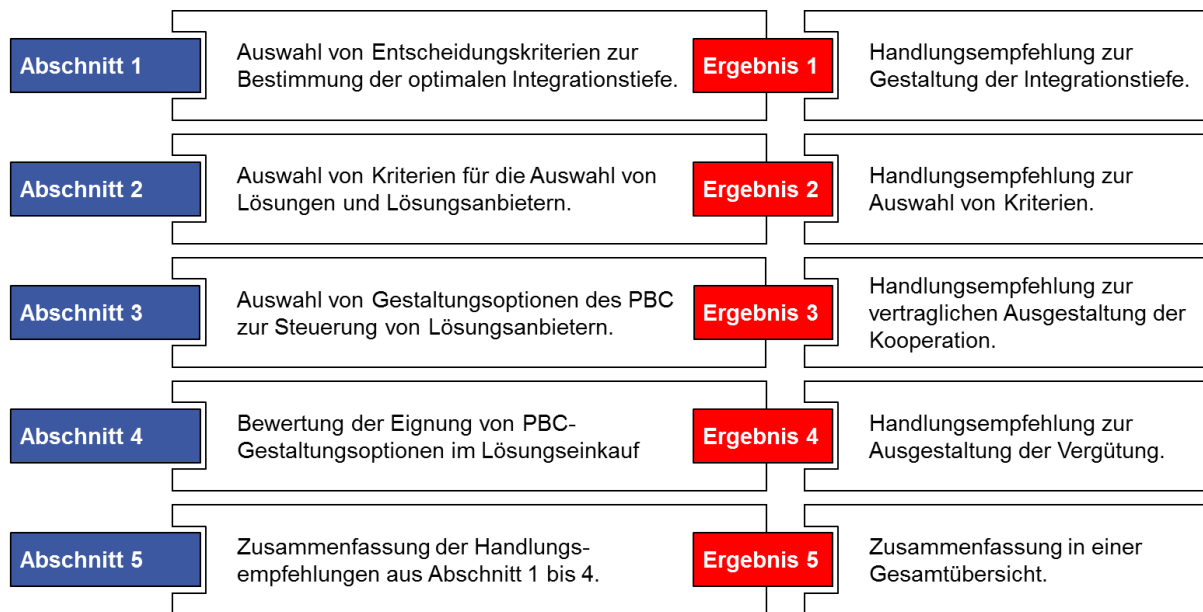 Abschnitt 1
Auswahl von Entscheidungskriterien zur
Bestimmung der optimalen Integrationstiefe.
Ergebnis 1
Handlungsempfehlung zur
Gestaltung der Integrationstiefe.
Abschnitt 2
Auswahl von Kriterien für die Auswahl von
Lösungen und Lösungsanbietern.
Ergebnis 2
Handlungsempfehlung zur
Auswahl von Kriterien.
Abschnitt 3
Auswahl von Gestaltungsoptionen des PBC
zur Steuerung von Lösungsanbietern.
Ergebnis 3
Handlungsempfehlung zur
vertraglichen Ausgestaltung der
Kooperation.
Abschnitt 4
Bewertung der Eignung von PBC-
Gestaltungsoptionen im Lösungseinkauf
Ergebnis 4
Handlungsempfehlung zur
Ausgestaltung der Vergütung.
Abschnitt 5
Zusammenfassung der Handlungs-
empfehlungen aus Abschnitt 1 bis 4.
Ergebnis 5
Zusammenfassung in einer
Gesamtübersicht.